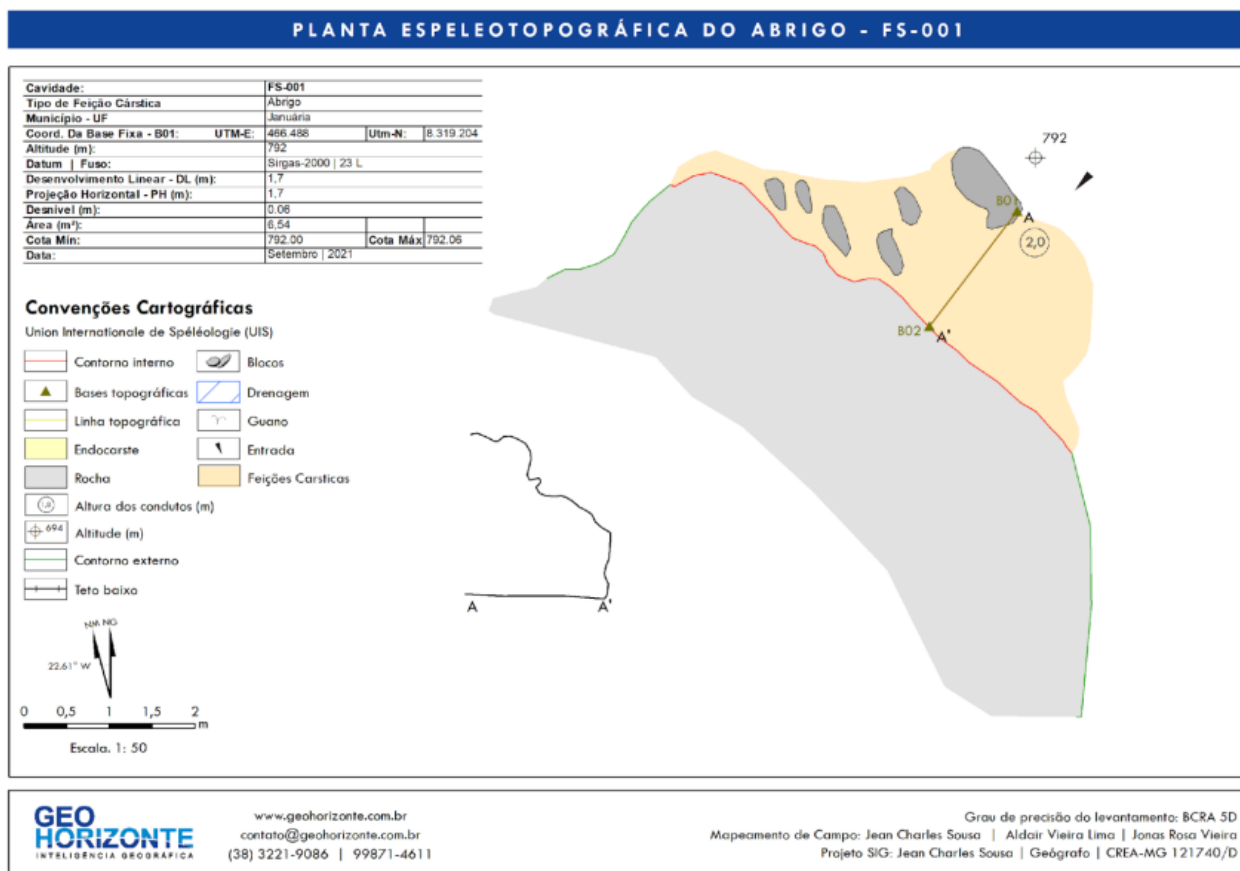 PLANTA ESPELEOTOPOGRÁFICA DO ABRIGO - FS-001
Cavidade: FS-001
Tipo de Feição Cárstica Abrigo
Município - UF Januária
Coord. Da Base Fixa - B01: UTM-E: 466.488 Utm-N: 8.319.204
Altitude (m): 792
Datum | Fuso: Sirgas-2000 | 23 L
Desenvolvimento Linear - DL (m): 1,7
Projeção Horizontal - PH (m): 1,7
Desnível (m): 0.06
Área (m²): 6,54
Cota Min: 792.00 Cota Máx 792.06
Data: Setembro | 2021
Convenções Cartográficas
Union Internationale de Spéléologie (UIS)
Contorno interno Blocos
Bases topográficas Drenagem
Linha topográfica Guano
Endocarste Entrada
Rocha Feições Carsticas
Altura dos condutos (m)
694 Altitude (m)
Contorno externo
Teto baixo
NM NG
22.61° W
0 0,5 1 1,5 2
m
Escala. 1: 50
792
B01
A
2,0
B02
A'
A A'
GEO
HORIZONTE
INTELIGÊNCIA GEOGRÁFICA
www.geohorizonte.com.br
contato@geohorizonte.com.br
(38) 3221-9086 | 99871-4611
Grau de precisão do levantamento: BCRA 5D
Mapeamento de Campo: Jean Charles Sousa | Aldair Vieira Lima | Jonas Rosa Vieira
Projeto SIG: Jean Charles Sousa | Geógrafo | CREA-MG 121740/D